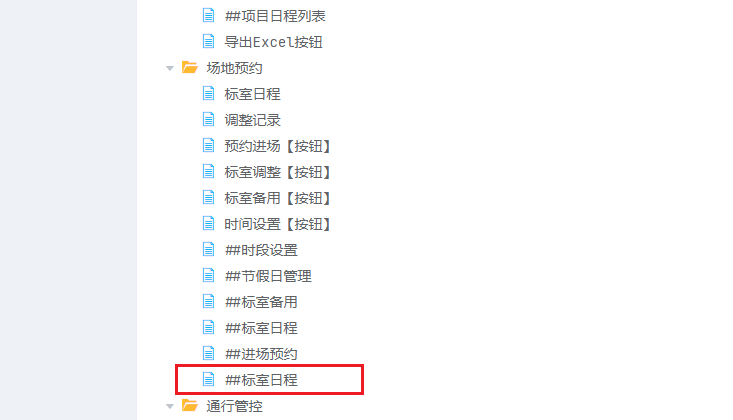 ##项目日程列表
导出Excel按钮
场地预约
标室日程
调整记录
预约进场【按钮】
标室调整【按钮】
标室备用【按钮】
时间设置【按钮】
##时段设置
##节假日管理
##标室备用
##标室日程
##进场预约
##标室日程
通行管控